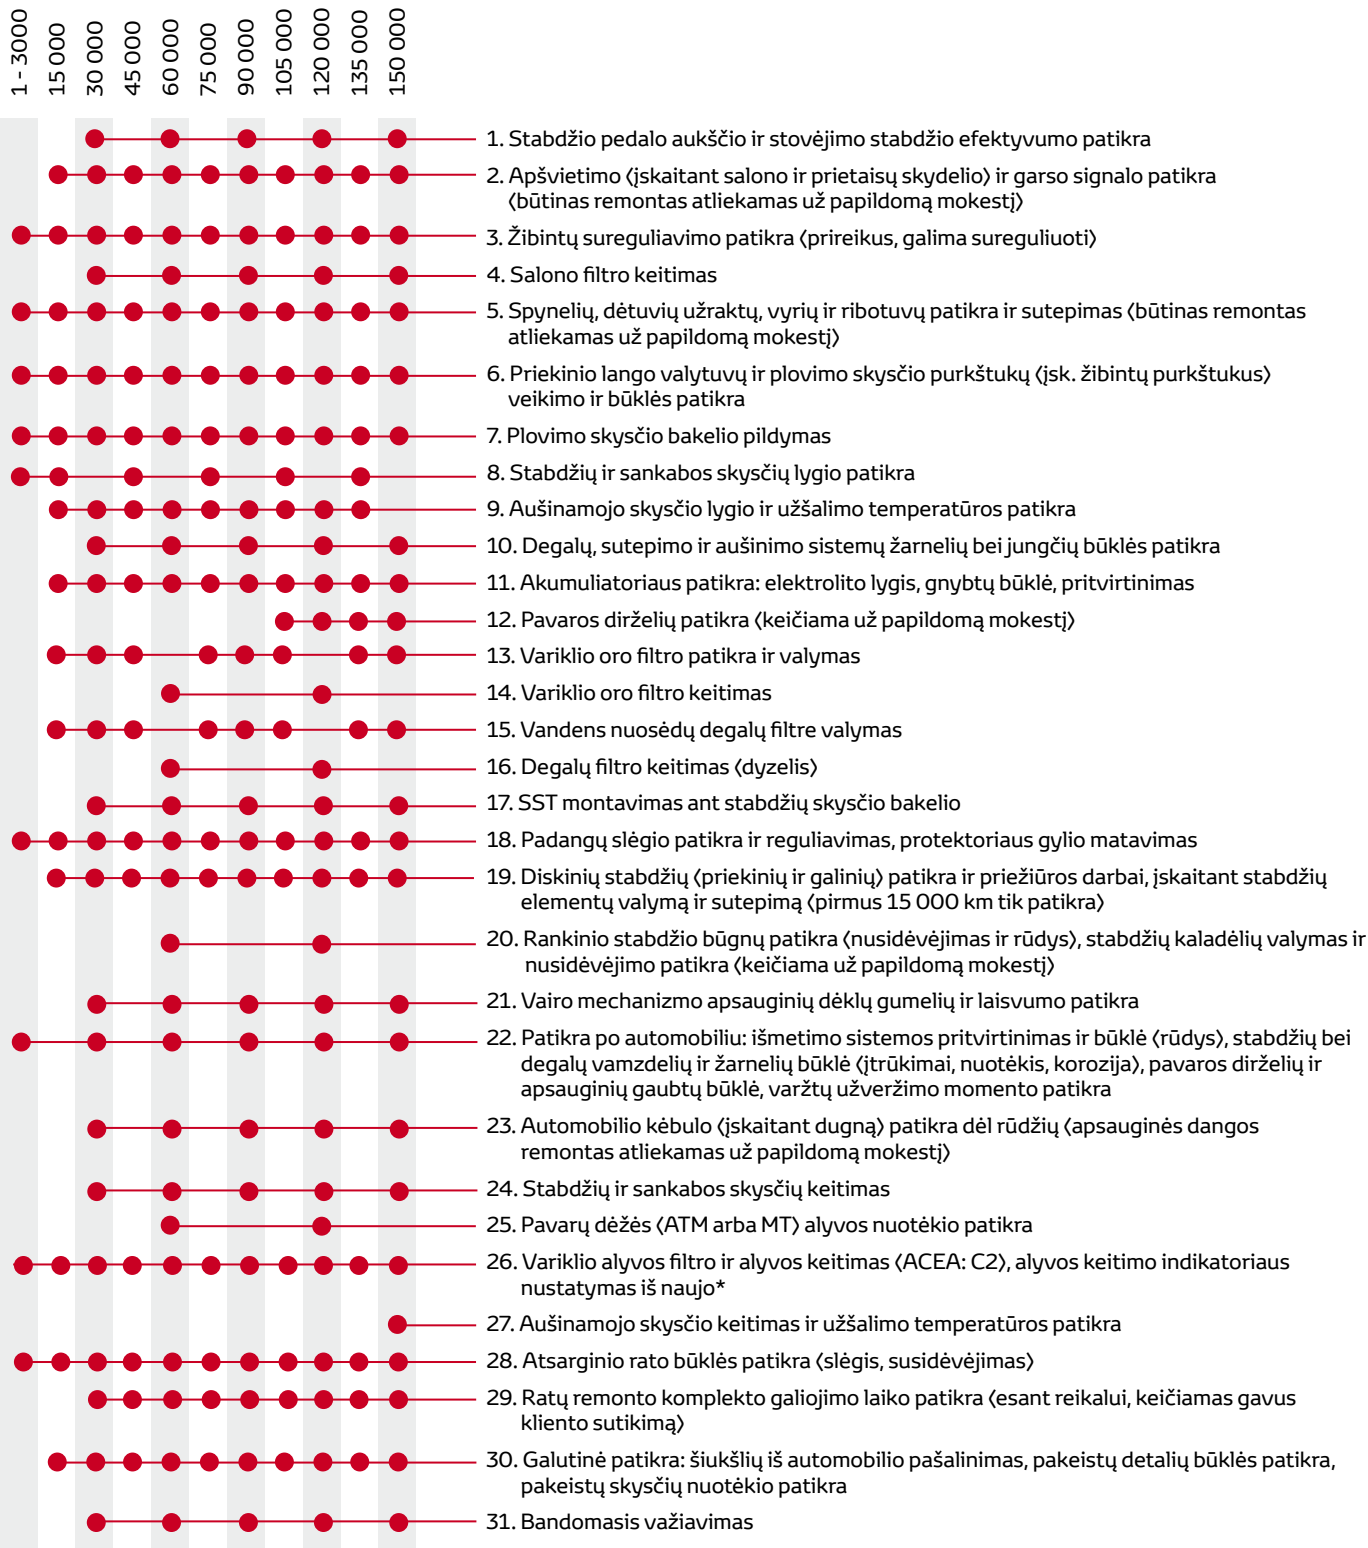 1 - 3000
15 000
30 000
45 000
60 000
75 000
90 000
105 000
120 000
135 000
150 000
1. Stabdžio pedalo aukščio ir stovėjimo stabdžio efektyvumo patikra
2. Apšvietimo (įskaitant salono ir prietaisų skydelio) ir garso signalo patikra
(būtinas remontas atliekamas už papildomą mokestį)
3. Žibintų sureguliavimo patikra (prireikus, galima sureguliuoti)
4. Salono filtro keitimas
5. Spynelių, dėtuvių užraktų, vyrių ir ribotuvų patikra ir sutepimas (būtinas remontas
atliekamas už papildomą mokestį)
6. Priekinio lango valytuvų ir plovimo skysčio purkštukų (įsk. žibintų purkštukus)
veikimo ir būklės patikra
7. Plovimo skysčio bakelio pildymas
8. Stabdžių ir sankabos skysčių lygio patikra
9. Aušinamojo skysčio lygio ir užšalimo temperatūros patikra
10. Degalų, sutepimo ir aušinimo sistemų žarnelių bei jungčių būklės patikra
11. Akumuliatoriaus patikra: elektrolito lygis, gnybtų būklė, pritvirtinimas
12. Pavaros dirželių patikra (keičiama už papildomą mokestį)
13. Variklio oro filtro patikra ir valymas
14. Variklio oro filtro keitimas
15. Vandens nuosėdų degalų filtre valymas
16. Degalų filtro keitimas (dyzelis)
17. SST montavimas ant stabdžių skysčio bakelio
18. Padangų slėgio patikra ir reguliavimas, protektoriaus gylio matavimas
19. Diskinių stabdžių (priekinių ir galinių) patikra ir priežiūros darbai, įskaitant stabdžių
elementų valymą ir sutepimą (pirmus 15 000 km tik patikra)
20. Rankinio stabdžio būgnų patikra (nusidėvėjimas ir rūdys), stabdžių kaladėlių valymas ir
nusidėvėjimo patikra (keičiama už papildomą mokestį)
21. Vairo mechanizmo apsauginių dėklų gumelių ir laisvumo patikra
22. Patikra po automobiliu: išmetimo sistemos pritvirtinimas ir būklė (rūdys), stabdžių bei
degalų vamzdelių ir žarnelių būklė (įtrūkimai, nuotėkis, korozija), pavaros dirželių ir
apsauginių gaubtų būklė, varžtų užveržimo momento patikra
23. Automobilio kėbulo (įskaitant dugną) patikra dėl rūdžių (apsauginės dangos
remontas atliekamas už papildomą mokestį)
24. Stabdžių ir sankabos skysčių keitimas
25. Pavarų dėžės (ATM arba MT) alyvos nuotėkio patikra
26. Variklio alyvos filtro ir alyvos keitimas (ACEA: C2), alyvos keitimo indikatoriaus
nustatymas iš naujo*
27. Aušinamojo skysčio keitimas ir užšalimo temperatūros patikra
28. Atsarginio rato būklės patikra (slėgis, susidėvėjimas)
29. Ratų remonto komplekto galiojimo laiko patikra (esant reikalui, keičiamas gavus
kliento sutikimą)
30. Galutinė patikra: šiukšlių iš automobilio pašalinimas, pakeistų detalių būklės patikra,
pakeistų skysčių nuotėkio patikra
31. Bandomasis važiavimas